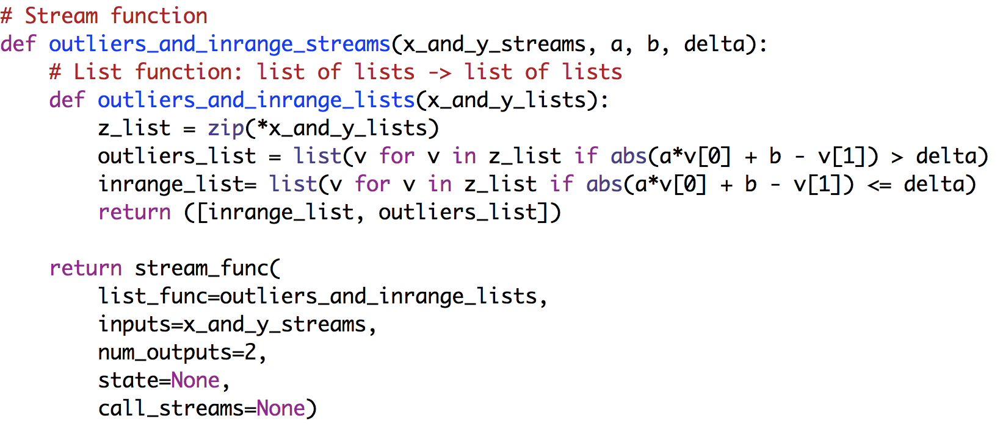 # Stream function
def outliers_and_inrange_streams(x_and_y_streams, a, b, delta):
    # List function: list of lists -> list of lists
    def outliers_and_inrange_lists(x_and_y_lists):
        z_list = zip(*x_and_y_lists)
        outliers_list = list(v for v in z_list if abs(a*v[0] + b - v[1]) > delta)
        inrange_list= list(v for v in z_list if abs(a*v[0] + b - v[1]) <= delta)
        return ([inrange_list, outliers_list])

    return stream_func(
        list_func=outliers_and_inrange_lists,
        inputs=x_and_y_streams,
        num_outputs=2,
        state=None,
        call_streams=None)